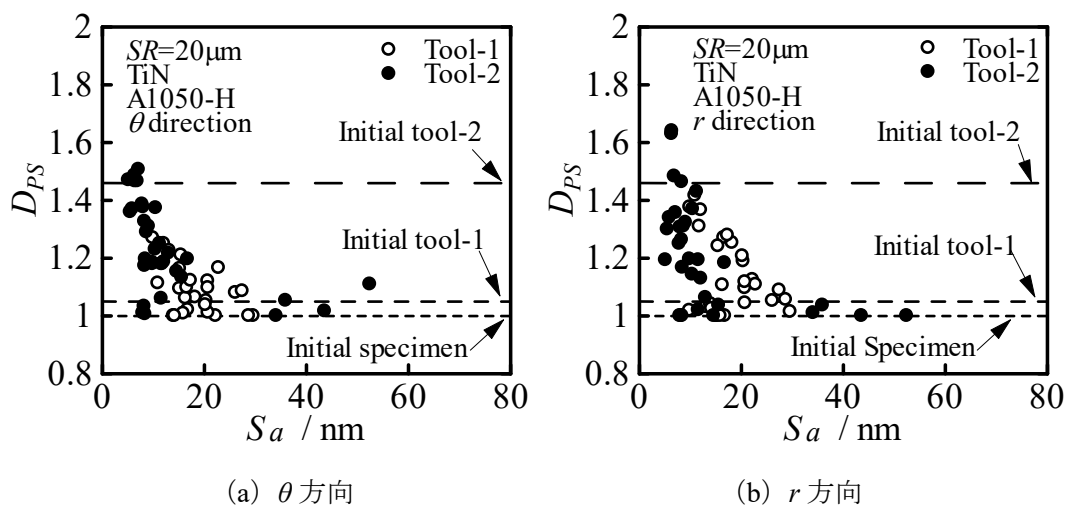 2
1.8
1.6
1.4
1.2
1
0.8
D_PS
SR=20μm
TiN
A1050-H
θ direction
Tool-1
Tool-2
Initial tool-2
Initial tool-1
Initial specimen
0 20 40 60 80
Sa / nm
(a) θ 方向
2
1.8
1.6
1.4
1.2
1
0.8
D_PS
SR=20μm
TiN
A1050-H
r direction
Tool-1
Tool-2
Initial tool-2
Initial tool-1
Initial Specimen
0 20 40 60 80
Sa / nm
(b) r 方向